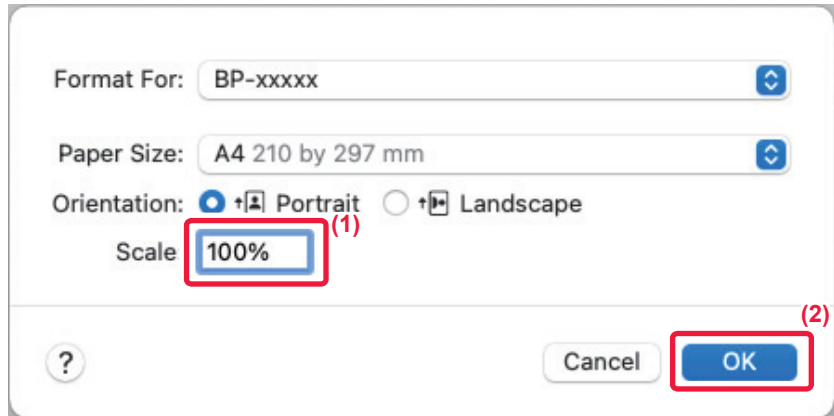 Format For: BP-xxxxx
Paper Size: A4 210 by 297 mm
Orientation: Portrait Landscape
(1)
Scale 100%
(2)
? Cancel OK